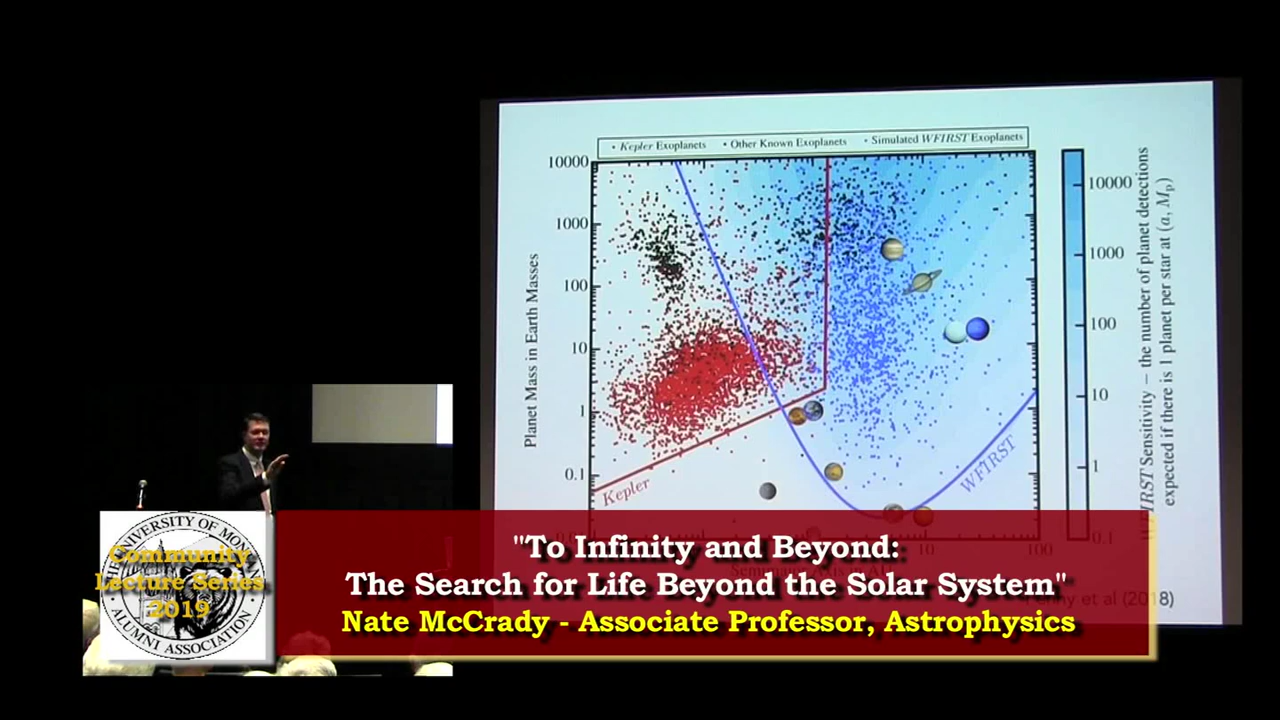 • Kepler Exoplanets • Other Known Exoplanets • Simulated WFIRST Exoplanets
10000
1000
100
10
1
0.1
Planet Mass in Earth Masses
Kepler
WFIRST
10
100
10000
1000
100
10
1
0.1
WFIRST Sensitivity – the number of planet detections
expected if there is 1 planet per star at (a, Mp)
et al (2018)
UNIVERSITY OF MON
ALUMNI ASSOCIATION
Community
Lecture Series
2019
"To Infinity and Beyond:
The Search for Life Beyond the Solar System"
Nate McCrady - Associate Professor, Astrophysics